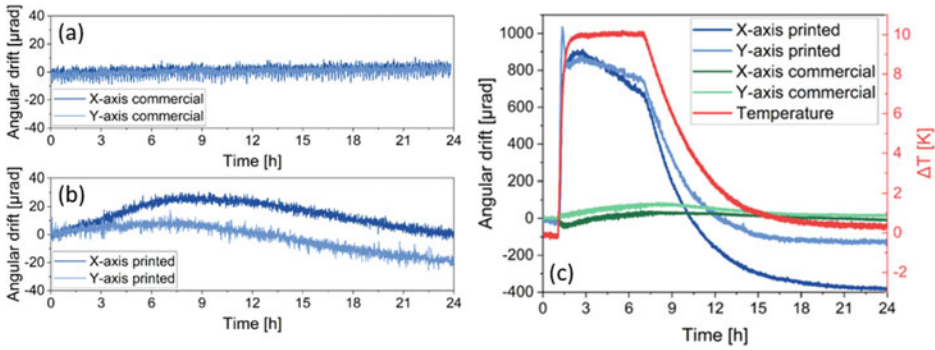 (a)
Angular drift [µrad]
40
20
0
-20
-40
X-axis commercial
Y-axis commercial
0 3 6 9 12 15 18 21 24
Time [h]
(b)
Angular drift [µrad]
40
20
0
-20
-40
X-axis printed
Y-axis printed
0 3 6 9 12 15 18 21 24
Time [h]
(c)
Angular drift [µrad]
1000
800
600
400
200
0
-200
-400
X-axis printed
Y-axis printed
X-axis commercial
Y-axis commercial
Temperature
10
8
6
4
2
0
-2
ΔT [K]
0 3 6 9 12 15 18 21 24
Time [h]